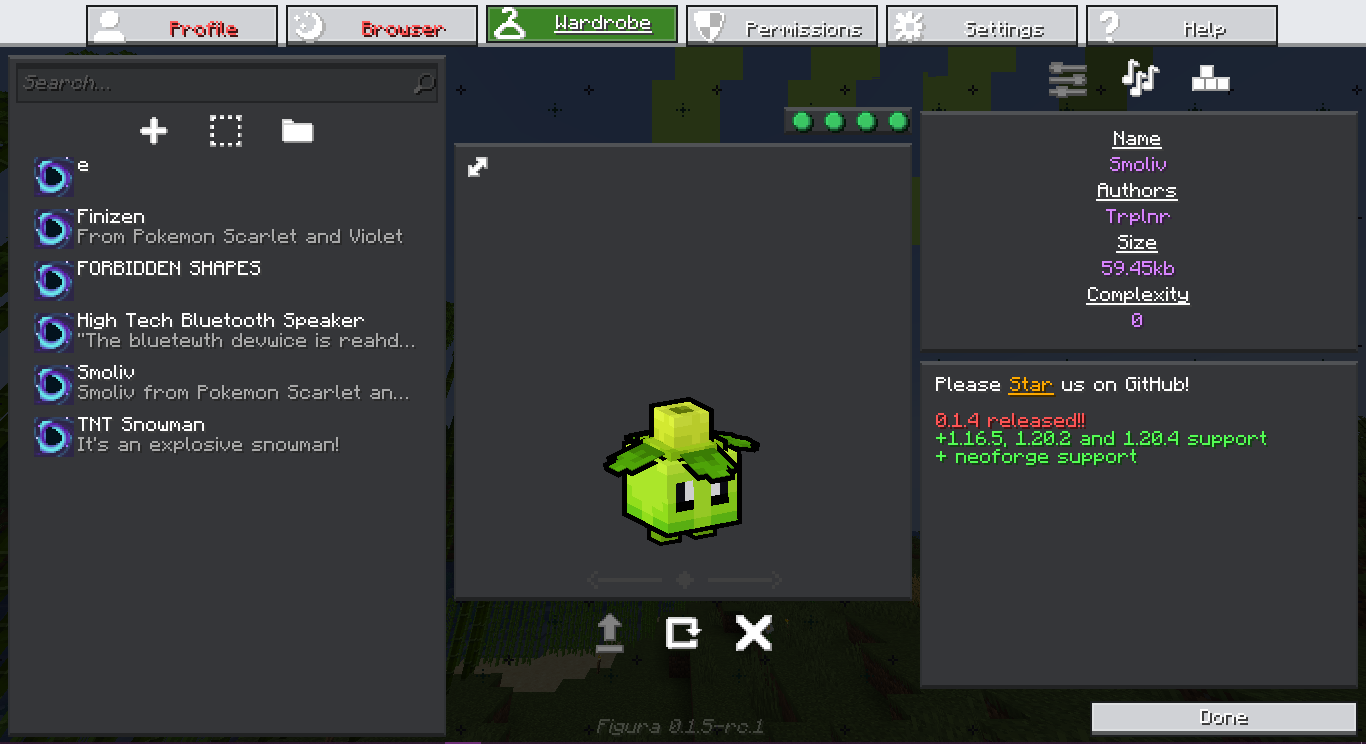 Profile
Browser
Wardrobe
Permissions
Settings
Help
Search...
e
Finizen
From Pokemon Scarlet and Violet
FORBIDDEN SHAPES
High Tech Bluetooth Speaker
"The bluetewth devwice is reahd...
Smoliv
Smoliv from Pokemon Scarlet an...
TNT Snowman
It's an explosive snowman!
Name
Smoliv
Authors
Trplnr
Size
59.45kb
Complexity
0
Please Star us on GitHub!
0.1.4 released!!
+1.16.5, 1.20.2 and 1.20.4 support
+ neoforge support
Figura 0.1.5-rc.1
Done